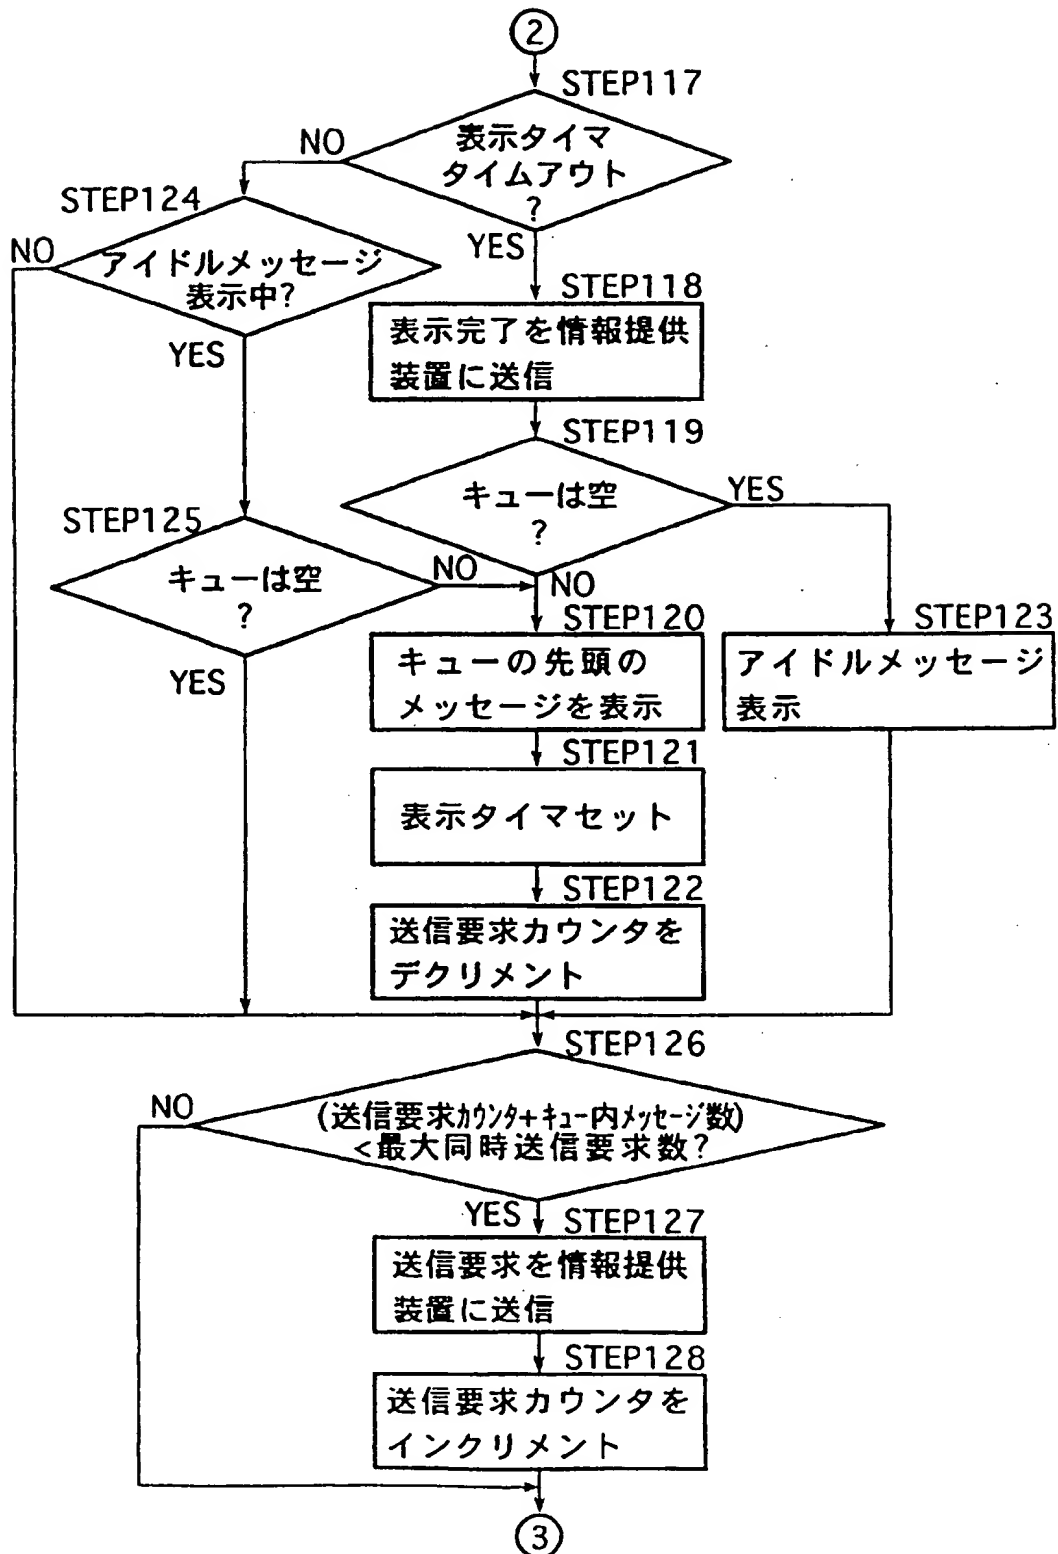 2
STEP117
表示タイマ
タイムアウト
?
NO
YES
STEP124
アイドルメッセージ
表示中?
NO
YES
STEP118
表示完了を情報提供
装置に送信
STEP119
キューは空
?
YES
NO
STEP125
キューは空
?
NO
YES
STEP120
キューの先頭の
メッセージを表示
STEP123
アイドルメッセージ
表示
STEP121
表示タイマセット
STEP122
送信要求カウンタを
デクリメント
STEP126
(送信要求ｶｳﾝﾀ+ｷｭｰ内ﾒｯｾｰｼﾞ数)
<最大同時送信要求数?
NO
YES
STEP127
送信要求を情報提供
装置に送信
STEP128
送信要求カウンタを
インクリメント
3